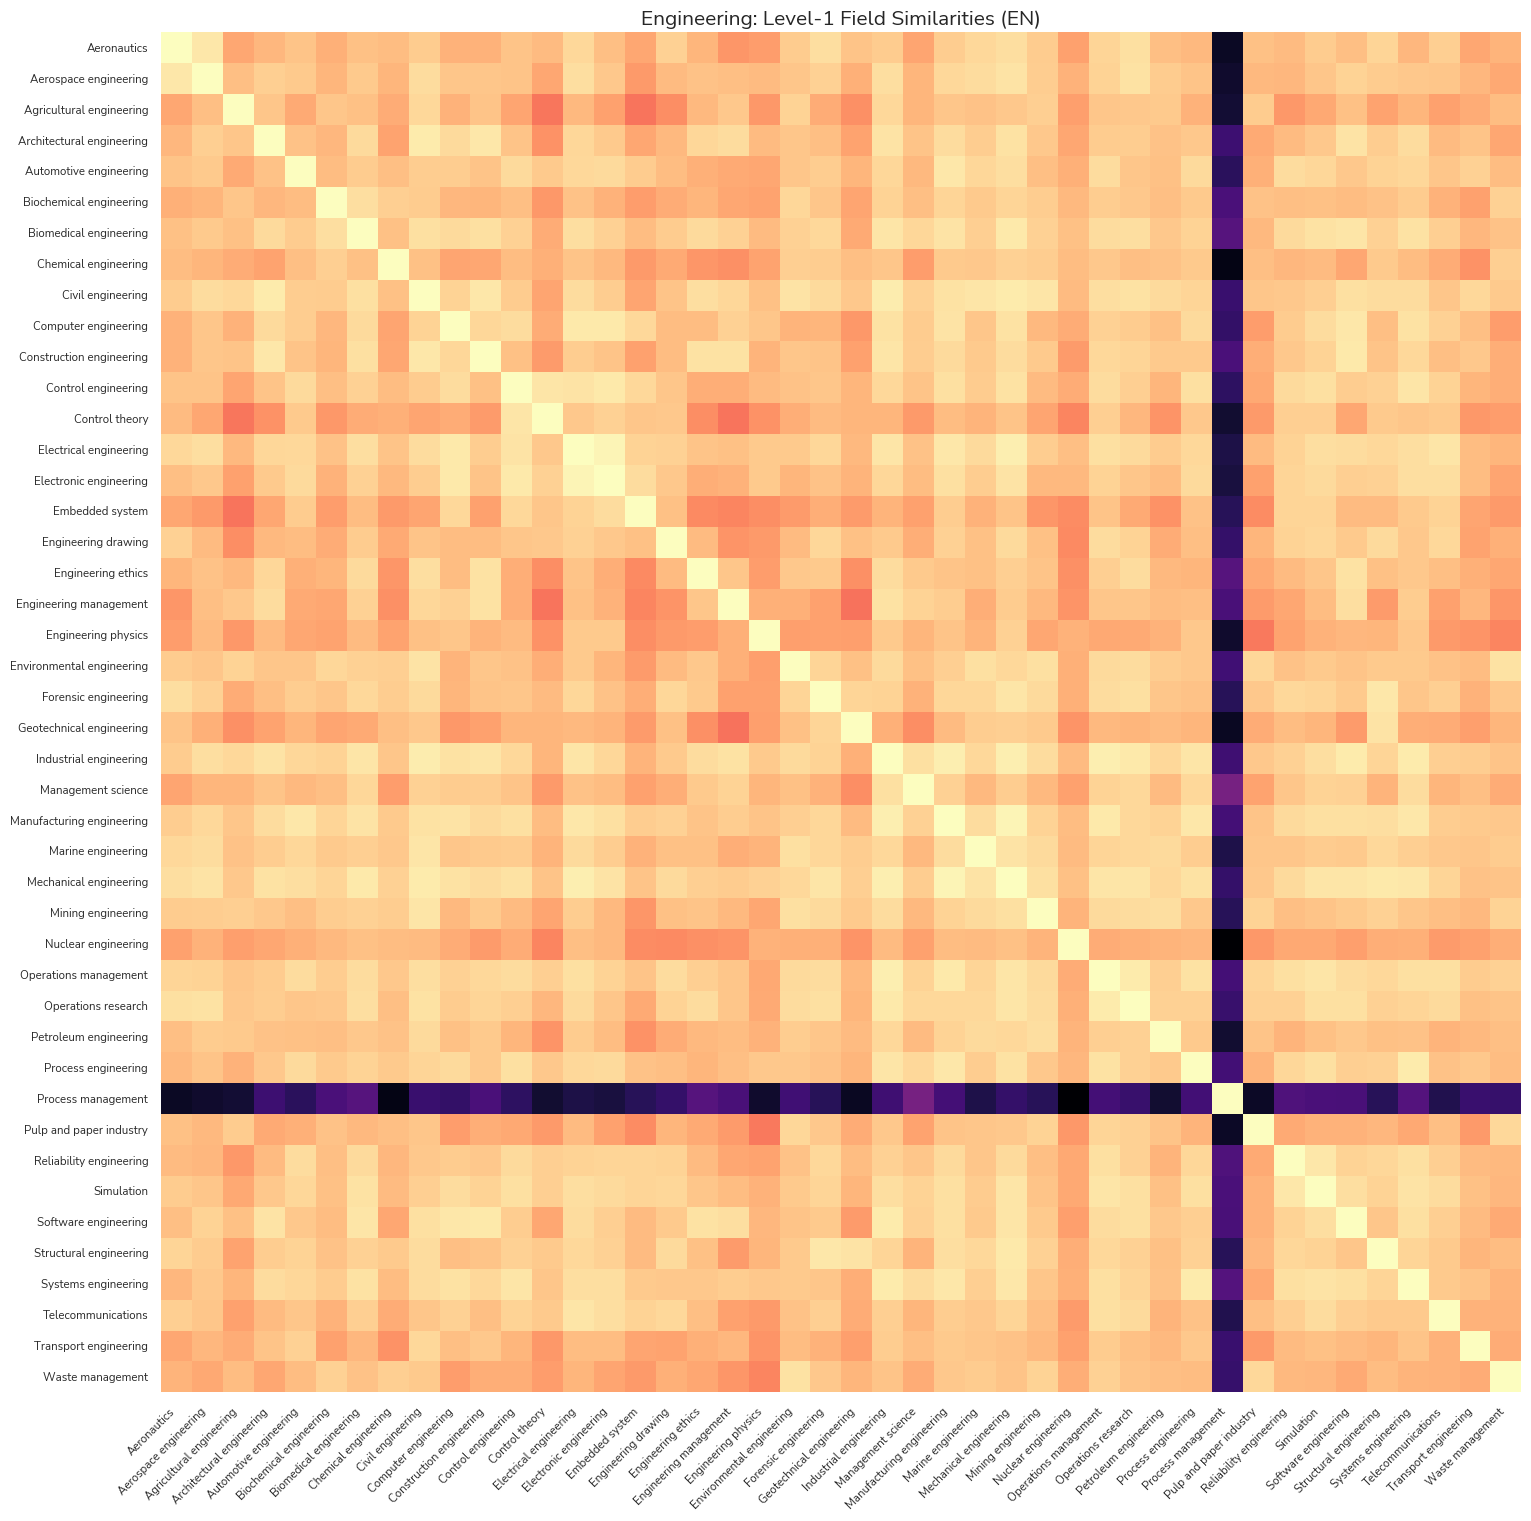 Engineering: Level-1 Field Similarities (EN)
Aeronautics
Aerospace engineering
Agricultural engineering
Architectural engineering
Automotive engineering
Biochemical engineering
Biomedical engineering
Chemical engineering
Civil engineering
Computer engineering
Construction engineering
Control engineering
Control theory
Electrical engineering
Electronic engineering
Embedded system
Engineering drawing
Engineering ethics
Engineering management
Engineering physics
Environmental engineering
Forensic engineering
Geotechnical engineering
Industrial engineering
Management science
Manufacturing engineering
Marine engineering
Mechanical engineering
Mining engineering
Nuclear engineering
Operations management
Operations research
Petroleum engineering
Process engineering
Process management
Pulp and paper industry
Reliability engineering
Simulation
Software engineering
Structural engineering
Systems engineering
Telecommunications
Transport engineering
Waste management
Aeronautics
Aerospace engineering
Agricultural engineering
Architectural engineering
Automotive engineering
Biochemical engineering
Biomedical engineering
Chemical engineering
Civil engineering
Computer engineering
Construction engineering
Control engineering
Control theory
Electrical engineering
Electronic engineering
Embedded system
Engineering drawing
Engineering ethics
Engineering management
Engineering physics
Environmental engineering
Forensic engineering
Geotechnical engineering
Industrial engineering
Management science
Manufacturing engineering
Marine engineering
Mechanical engineering
Mining engineering
Nuclear engineering
Operations management
Operations research
Petroleum engineering
Process engineering
Process management
Pulp and paper industry
Reliability engineering
Simulation
Software engineering
Structural engineering
Systems engineering
Telecommunications
Transport engineering
Waste management